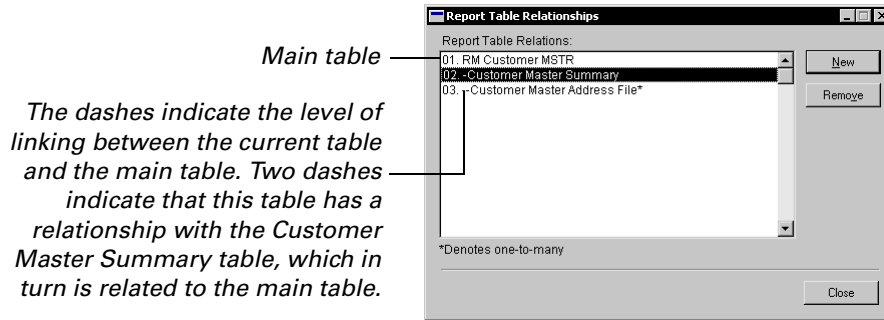 Main table
The dashes indicate the level of
linking between the current table
and the main table. Two dashes
indicate that this table has a
relationship with the Customer
Master Summary table, which in
turn is related to the main table.
Report Table Relationships
Report Table Relations:
01. RM Customer MSTR
02. -Customer Master Summary
03. --Customer Master Address File*
*Denotes one-to-many
New
Remove
Close